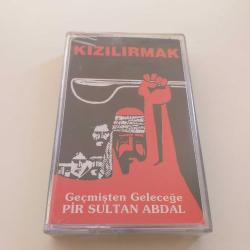 KIZILIRMAK
Geçmişten Geleceğe
PİR SULTAN ABDAL